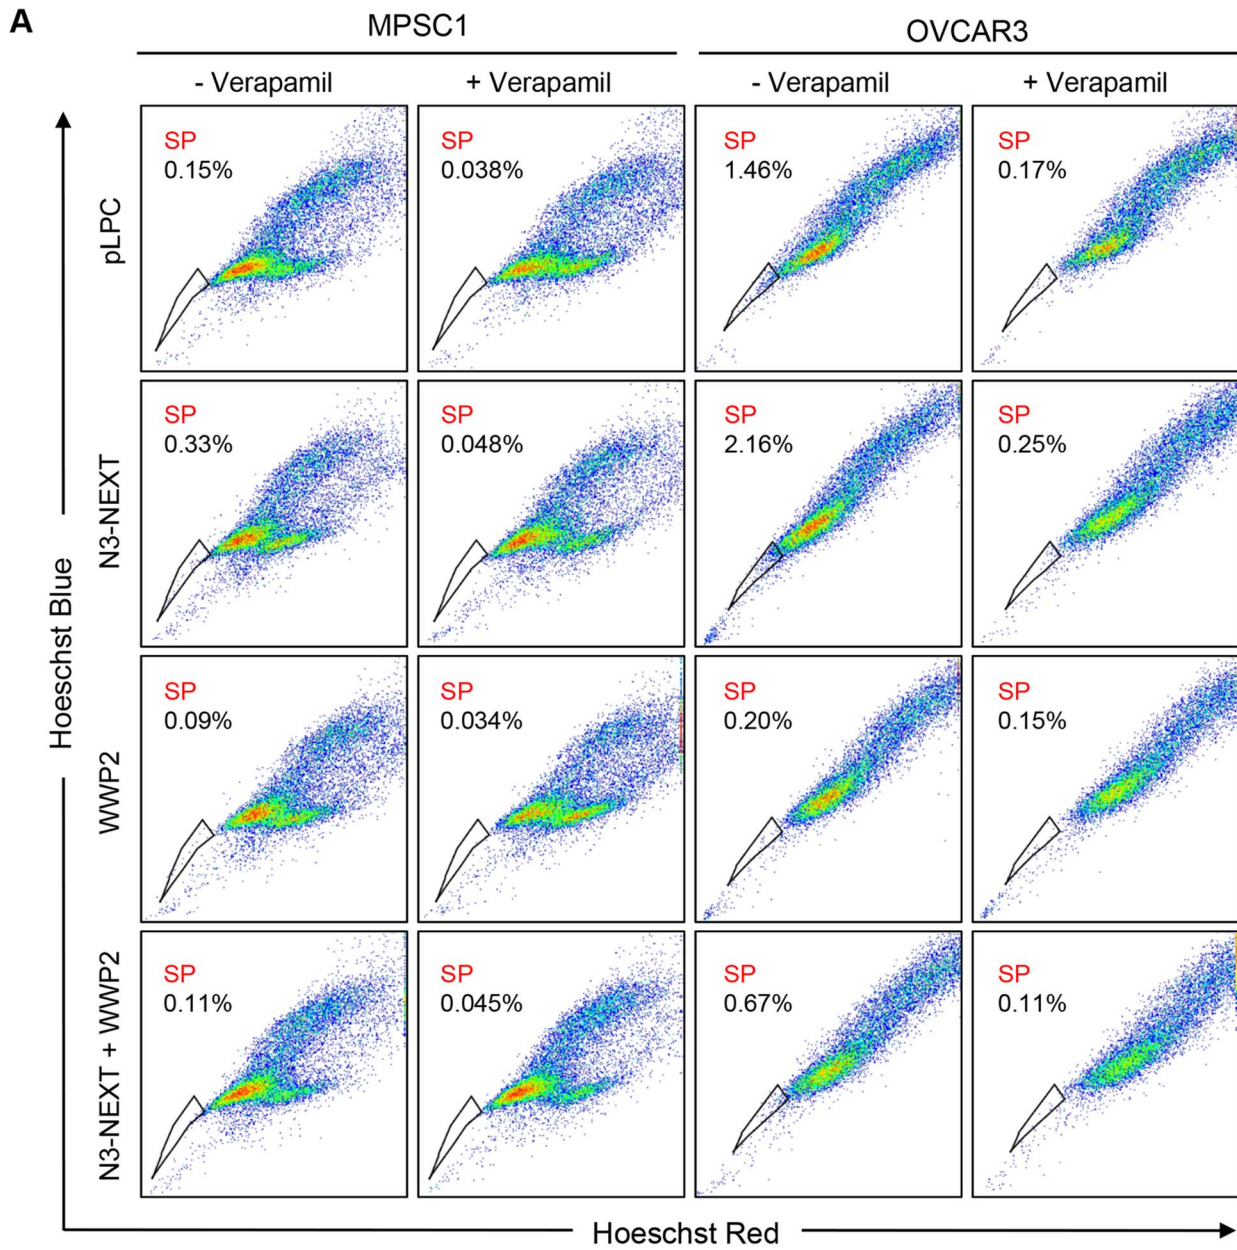 A
MPSC1
OVCAR3
- Verapamil
+ Verapamil
- Verapamil
+ Verapamil
pLPC
SP
0.15%
SP
0.038%
SP
1.46%
SP
0.17%
N3-NEXT
SP
0.33%
SP
0.048%
SP
2.16%
SP
0.25%
WWP2
SP
0.09%
SP
0.034%
SP
0.20%
SP
0.15%
N3-NEXT + WWP2
SP
0.11%
SP
0.045%
SP
0.67%
SP
0.11%
Hoeschst Blue
Hoeschst Red